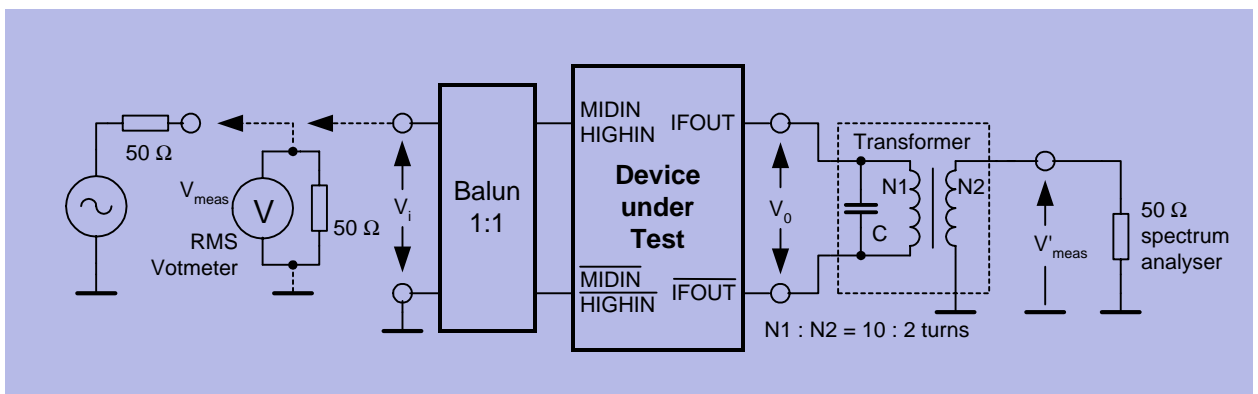 50 Ω
V meas
RMS
Votmeter
V
50 Ω
Vi
Balun
1:1
MIDIN
HIGHIN
IFOUT
Device
under
Test
MIDIN
HIGHIN
IFOUT
V0
Transformer
N1
N2
C
N1 : N2 = 10 : 2 turns
V'meas
50 Ω
spectrum
analyser